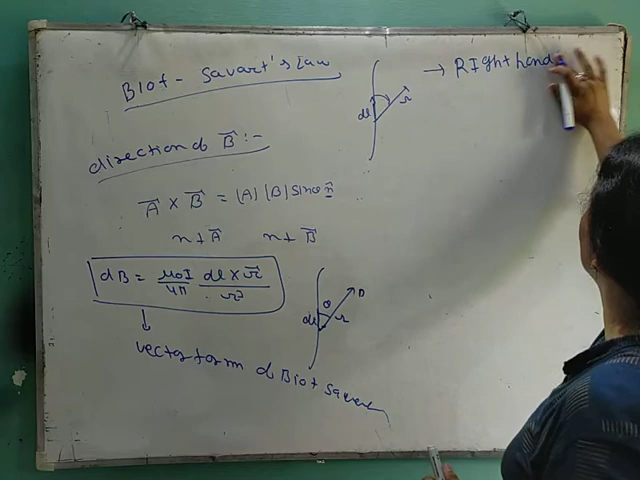 Biot - Savart's law
direction of B⃗ :-
A⃗ × B⃗ = |A| |B| sinθ n̂
n ⊥ A⃗ n ⊥ B⃗
dB = μ0I/4π dl × r⃗/r³
vector form of Biot Savart
dl r
→ Right hand
dl θ r P